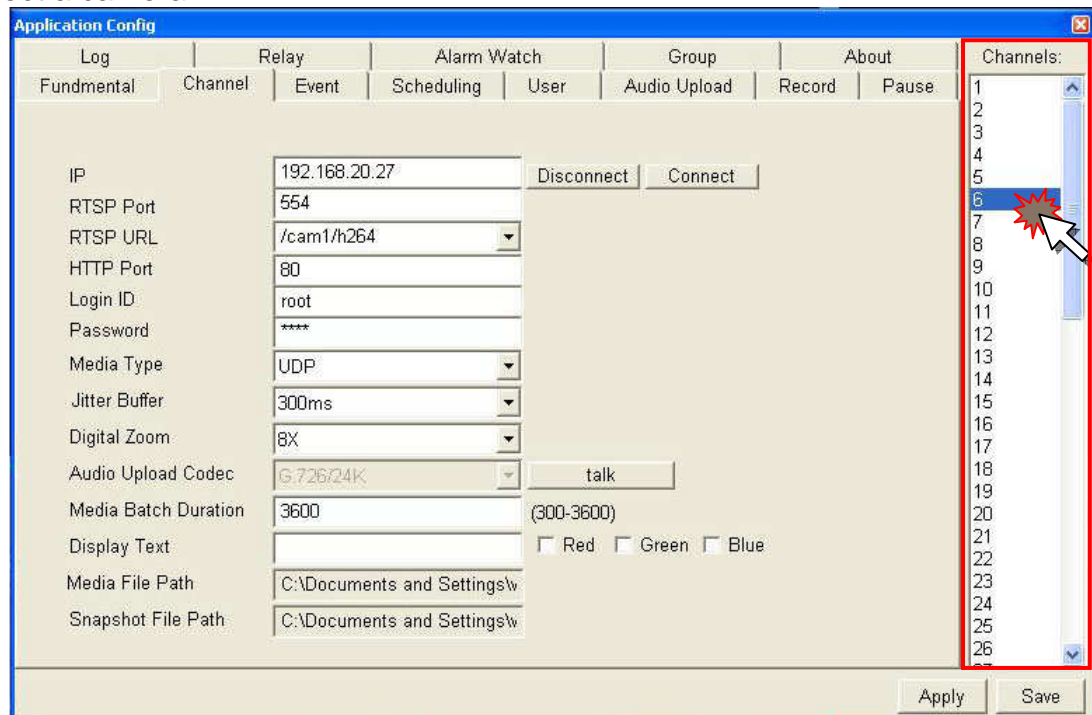 Application Config
Log Relay Alarm Watch Group About
Fundmental Channel Event Scheduling User Audio Upload Record Pause
IP 192.168.20.27 Disconnect Connect
RTSP Port 554
RTSP URL /cam1/h264
HTTP Port 80
Login ID root
Password ****
Media Type UDP
Jitter Buffer 300ms
Digital Zoom 8X
Audio Upload Codec G.726/24K talk
Media Batch Duration 3600 (300-3600)
Display Text Red Green Blue
Media File Path C:\Documents and Settings\w
Snapshot File Path C:\Documents and Settings\w
Channels:
1
2
3
4
5
6
7
8
9
10
11
12
13
14
15
16
17
18
19
20
21
22
23
24
25
26
Apply Save